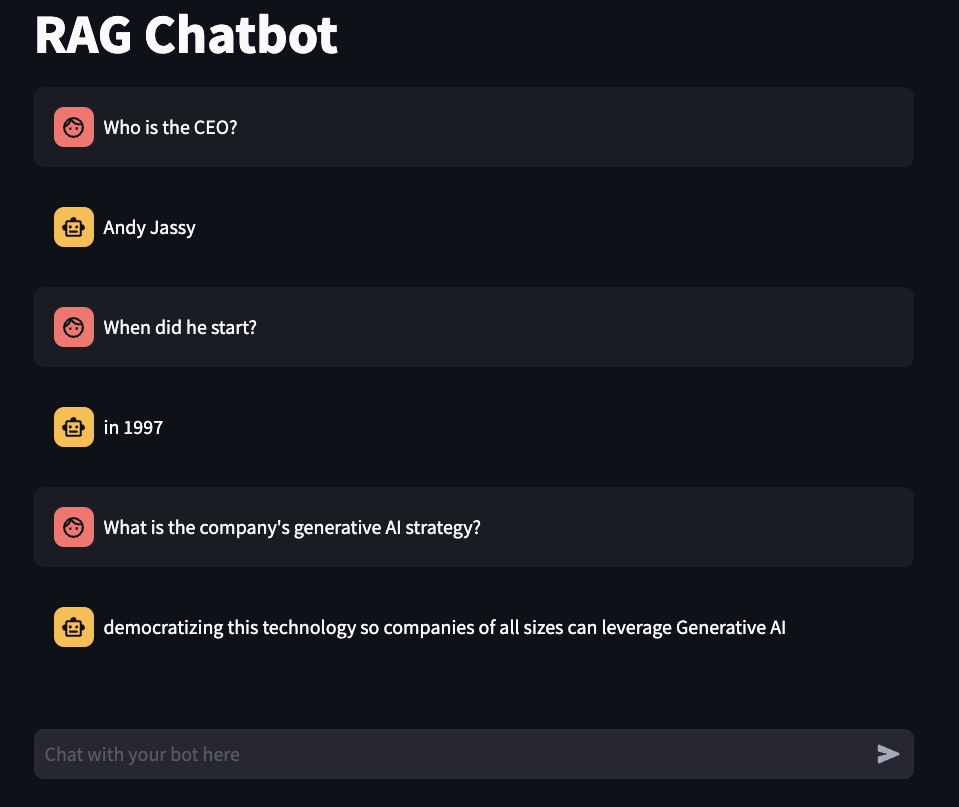 RAG Chatbot
Who is the CEO?
Andy Jassy
When did he start?
in 1997
What is the company's generative AI strategy?
democratizing this technology so companies of all sizes can leverage Generative AI
Chat with your bot here